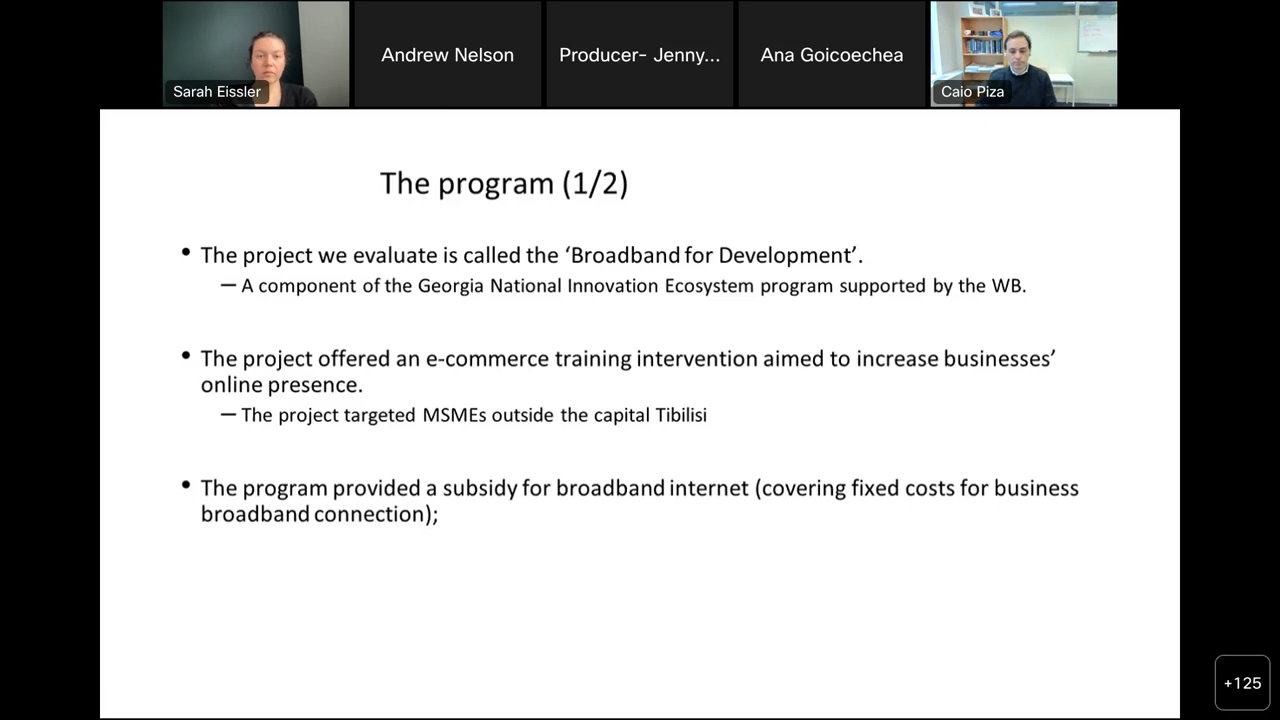 Sarah Eissler
Andrew Nelson
Producer- Jenny...
Ana Goicoechea
Caio Piza
The program (1/2)
• The project we evaluate is called the ‘Broadband for Development’.
– A component of the Georgia National Innovation Ecosystem program supported by the WB.
• The project offered an e-commerce training intervention aimed to increase businesses’
online presence.
– The project targeted MSMEs outside the capital Tibilisi
• The program provided a subsidy for broadband internet (covering fixed costs for business
broadband connection);
+125